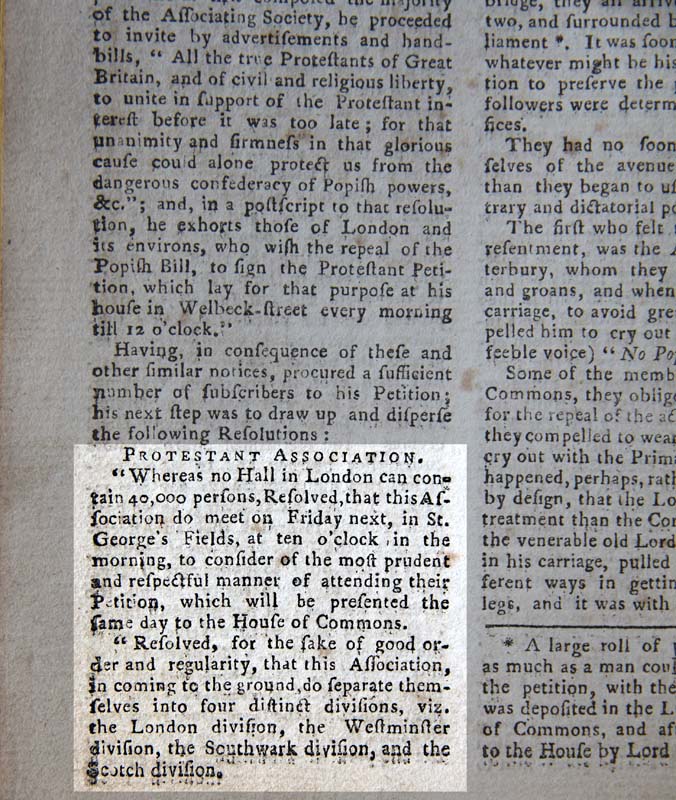 of the Aſſociating Society, he proceeded
to invite by advertiſements and hand-
bills, “ All the true Proteſtants of Great
Britain, and of civil and religious liberty,
to unite in ſupport of the Proteſtant in-
tereſt before it was too late; for that
unanimity and firmneſs in that glorious
cauſe could alone protect us from the
dangerous confederacy of Popiſh powers,
&c.”; and, in a poſtſcript to that reſolu-
tion, he exhorts thoſe of London and
its environs, who wiſh the repeal of the
Popiſh Bill, to ſign the Proteſtant Peti-
tion, which lay for that purpoſe at his
houſe in Welbeck-ſtreet every morning
till 12 o'clock.”
Having, in conſequence of theſe and
other ſimilar notices, procured a ſufficient
number of ſubſcribers to his Petition;
his next ſtep was to draw up and diſperſe
the following Reſolutions :
PROTESTANT ASSOCIATION.
“Whereas no Hall in London can con-
tain 40,000 perſons, Reſolved, that this Aſ-
ſociation do meet on Friday next, in St.
George's Fields, at ten o'clock in the
morning, to conſider of the moſt prudent
and reſpectful manner of attending their
Petition, which will be preſented the
ſame day to the Houſe of Commons.
“ Reſolved, for the ſake of good or-
der and regularity, that this Aſſociation,
in coming to the ground, do ſeparate them-
ſelves into four diſtinct diviſions, viz.
the London diviſion, the Weſtminſter
diviſion, the Southwark diviſion, and the
Scotch diviſion.
two, and ſurrounded
liament *. It was ſoon
whatever might be his
tion to preſerve the
followers were determ
fices.
They had no ſoon
ſelves of the avenue
than they began to uſ
trary and dictatorial po
The firſt who felt
reſentment, was the
terbury, whom they
and groans, and when
carriage, to avoid gre
pelled him to cry out
feeble voice) “ No Po
Some of the memb
Commons, they oblig
for the repeal of the
they compelled to wear
cry out with the Prima
happened, perhaps, rath
by deſign, that the Lo
treatment than the Com
the venerable old Lord
in his carriage, pulled
ferent ways in gettin
legs, and it was with
* A large roll of
as much as a man coul
the petition, with the
was depoſited in the L
of Commons, and aft
to the Houſe by Lord